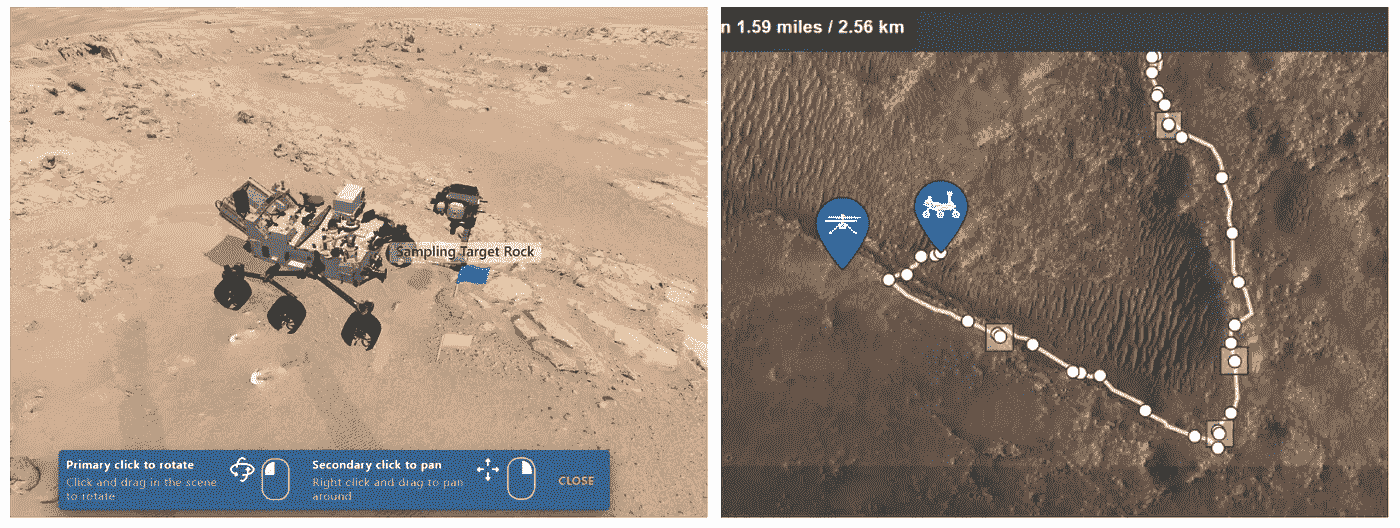 Sampling Target Rock
Primary click to rotate
Click and drag in the scene
to rotate
Secondary click to pan
Right click and drag to pan
around
CLOSE
n 1.59 miles / 2.56 km